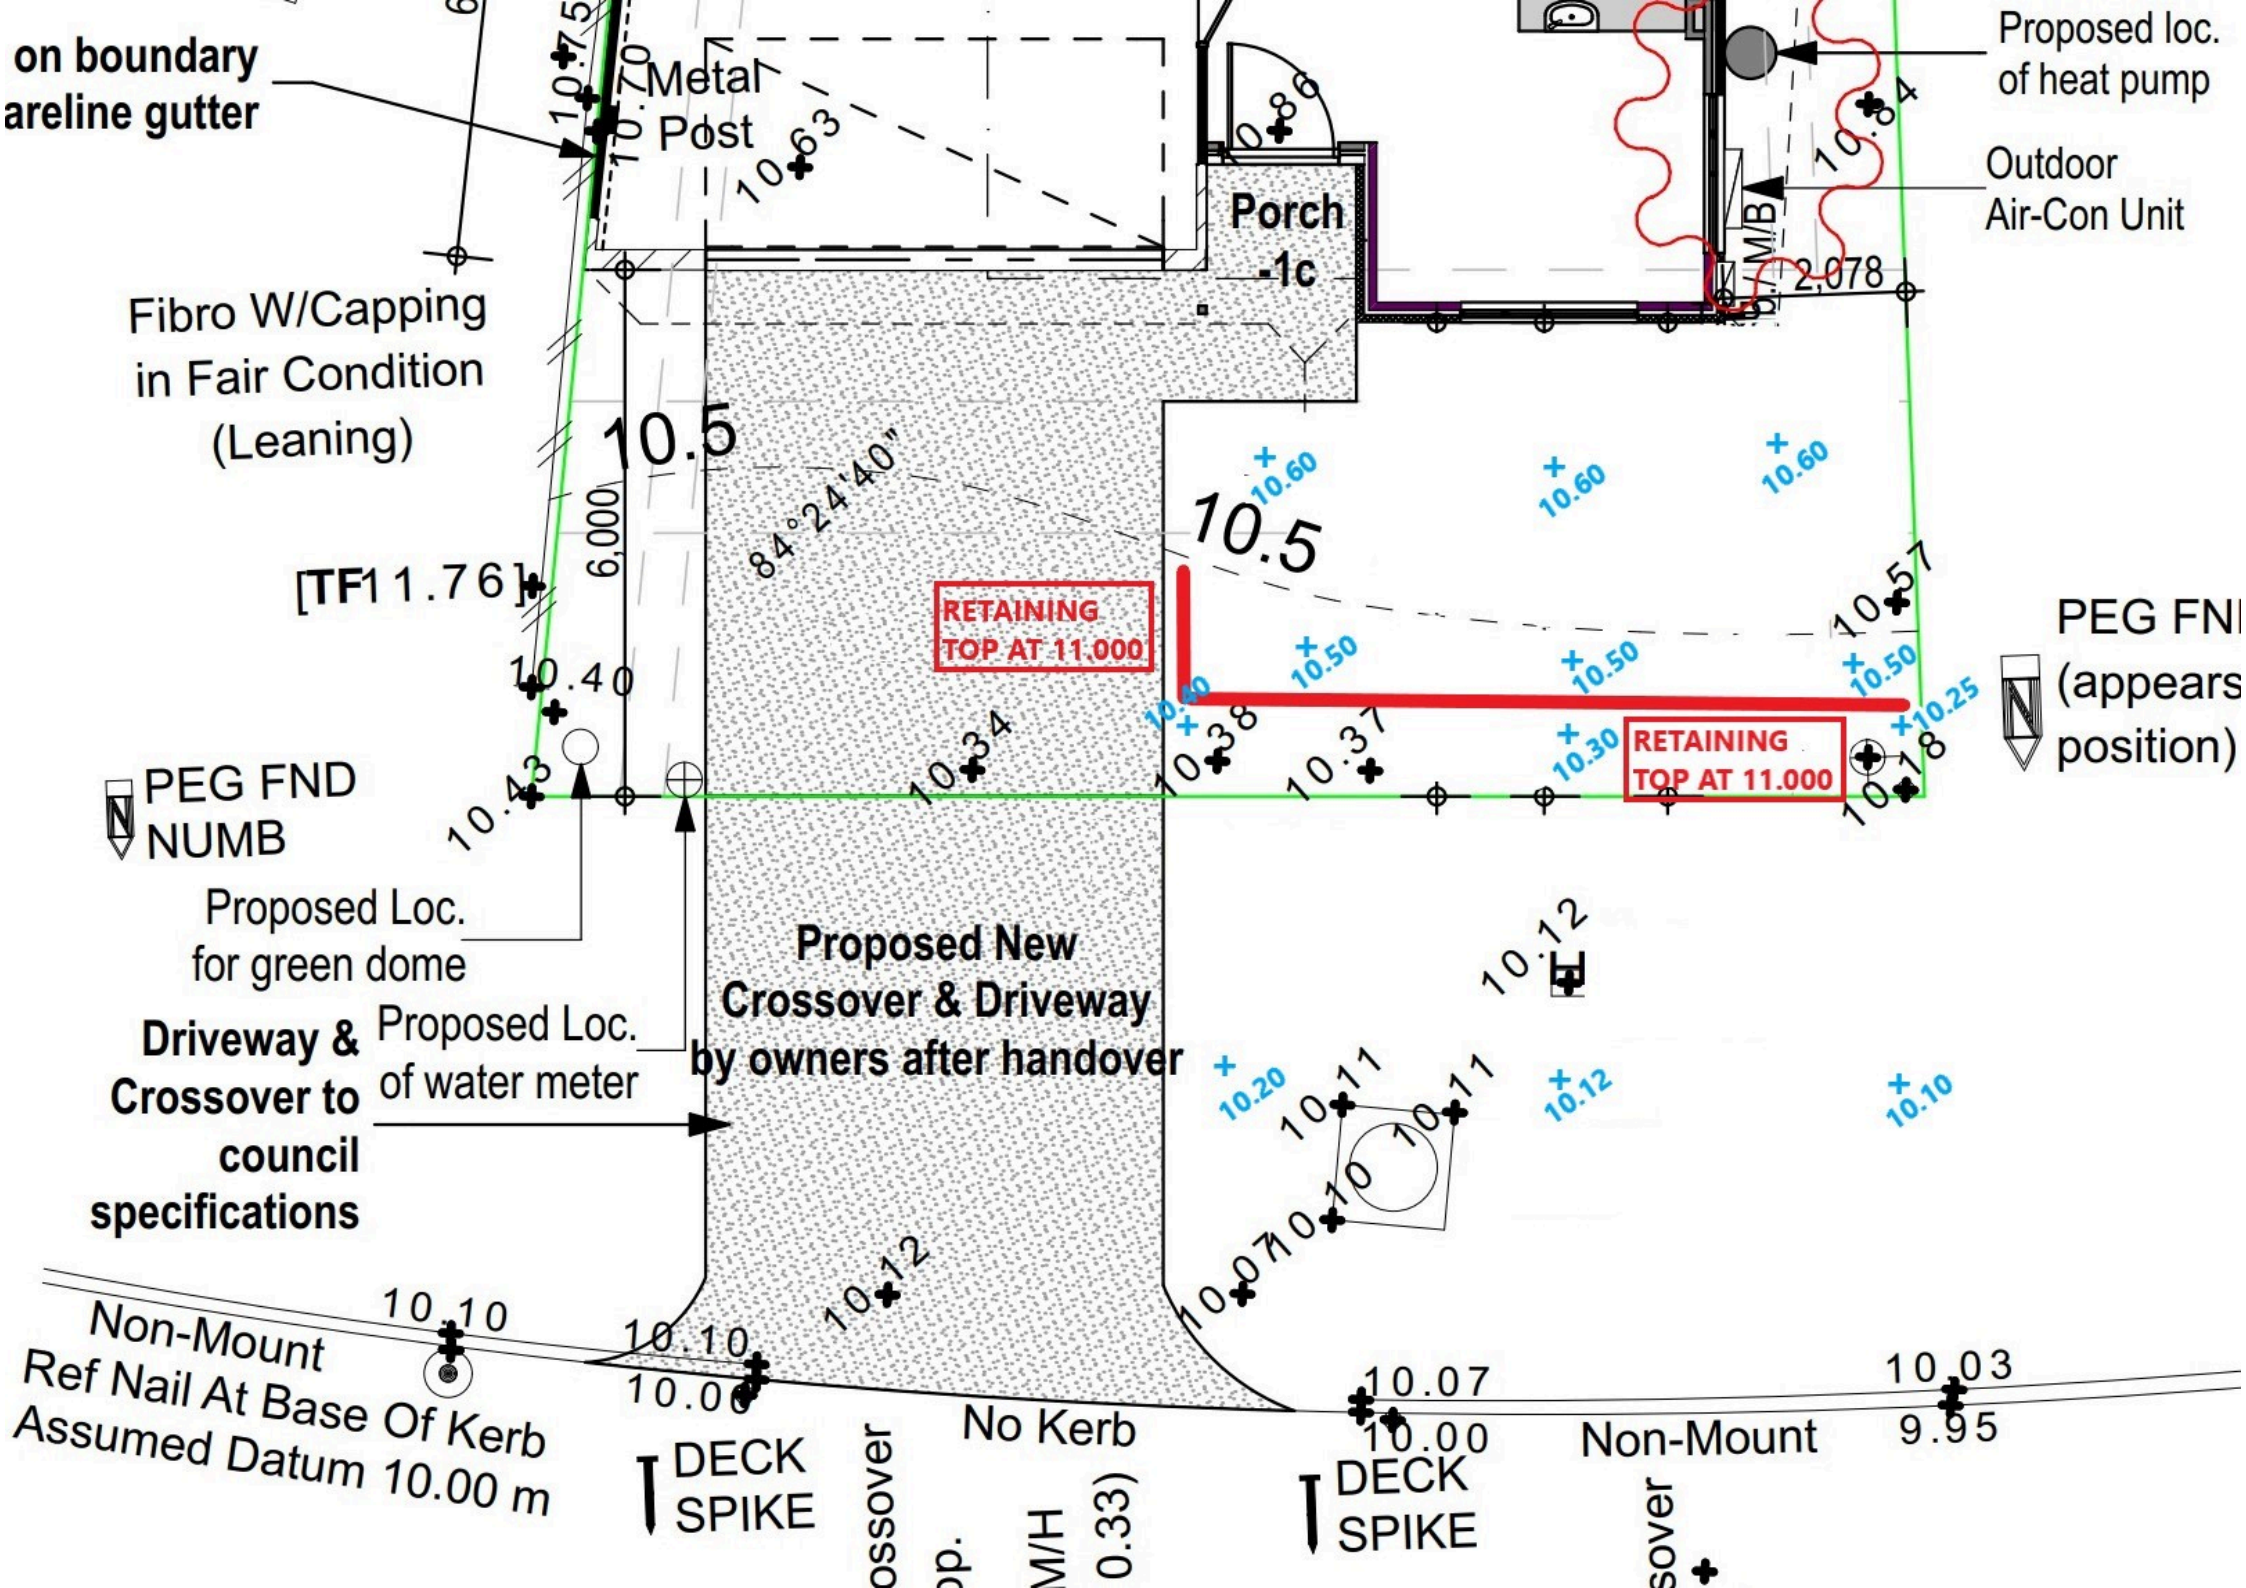 on boundary
areline gutter
10.75
10.70
Metal
Post
10.63
10.86
Porch
-1c
Proposed loc.
of heat pump
10.84
Outdoor
Air-Con Unit
M/B
2,078
Fibro W/Capping
in Fair Condition
(Leaning)
10.5
84°24'40"
6,000
10.60
10.60
10.60
10.5
[TF11.76]
RETAINING
TOP AT 11.000
10.57
PEG FN
(appears
position)
10.40
10.50
10.50
10.50
10.40
10.25
10.34
10.38
10.37
10.30
RETAINING
TOP AT 11.000
10.18
10.43
N
PEG FND
NUMB
N
Proposed Loc.
for green dome
Proposed New
Crossover & Driveway
by owners after handover
10.12
E
Driveway &
Crossover to
council
specifications
Proposed Loc.
of water meter
10.20
10.11
10.11
10.12
10.10
10.10
10.07
10.12
10.10
10.10
10.07
10.03
10.00
9.95
Non-Mount
Ref Nail At Base Of Kerb
Assumed Datum 10.00 m
No Kerb
Non-Mount
DECK
SPIKE
DECK
SPIKE
ossover
op.
M/H
0.33)
sover